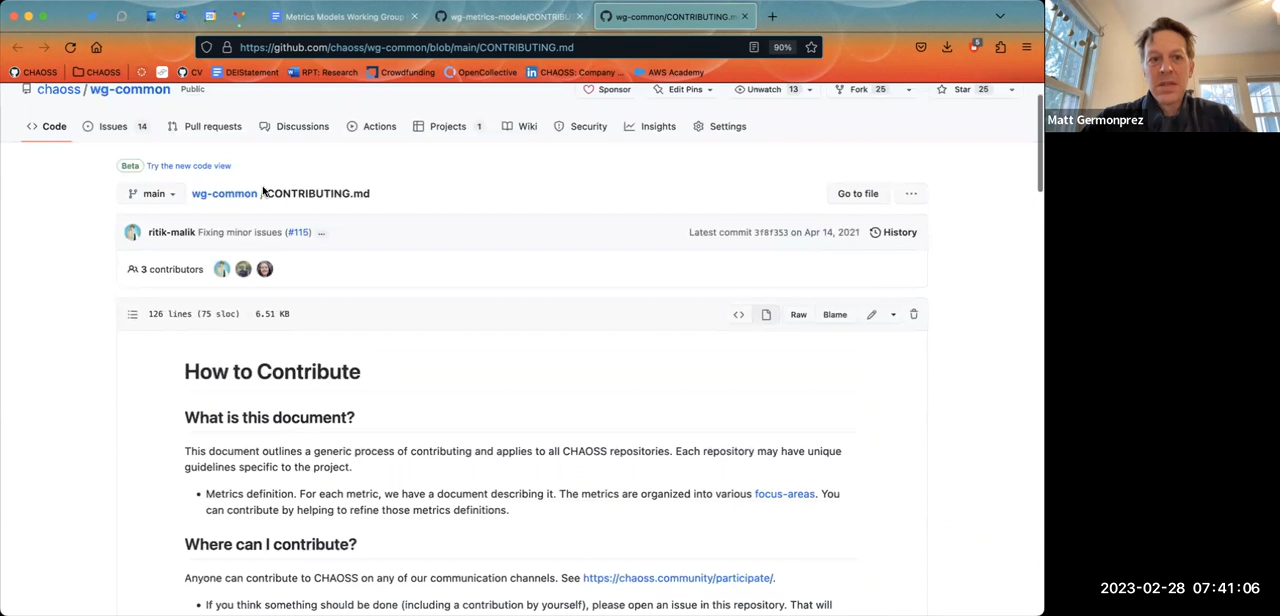 Metrics Models Working Group
wg-metrics-models/CONTRIBU
wg-common/CONTRIBUTING.m
https://github.com/chaoss/wg-common/blob/main/CONTRIBUTING.md
90%
5
CHAOSS
CHAOSS
CV
DEIStatement
RPT: Research
Crowdfunding
OpenCollective
CHAOSS: Company ...
AWS Academy
chaoss / wg-common Public
Sponsor
Edit Pins
Unwatch 13
Fork 25
Star 25
Code
Issues 14
Pull requests
Discussions
Actions
Projects 1
Wiki
Security
Insights
Settings
Beta Try the new code view
main
wg-common / CONTRIBUTING.md
Go to file
...
ritik-malik Fixing minor issues (#115) ...
Latest commit 3f8f353 on Apr 14, 2021
History
3 contributors
126 lines (75 sloc) 6.51 KB
Raw
Blame
How to Contribute
What is this document?
This document outlines a generic process of contributing and applies to all CHAOSS repositories. Each repository may have unique
guidelines specific to the project.
• Metrics definition. For each metric, we have a document describing it. The metrics are organized into various focus-areas. You
can contribute by helping to refine those metrics definitions.
Where can I contribute?
Anyone can contribute to CHAOSS on any of our communication channels. See https://chaoss.community/participate/.
• If you think something should be done (including a contribution by yourself), please open an issue in this repository. That will
Matt Germonprez
2023-02-28 07:41:06